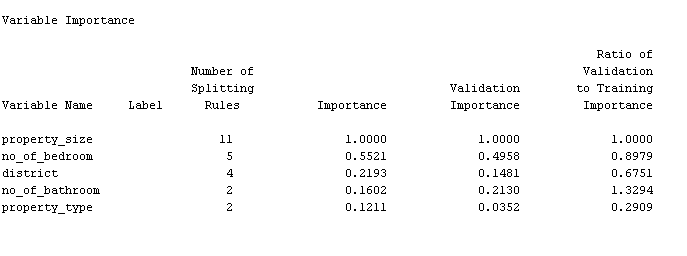 Variable Importance
Ratio of
Number of Validation
Splitting Validation to Training
Variable Name Label Rules Importance Importance Importance
property_size 11 1.0000 1.0000 1.0000
no_of_bedroom 5 0.5521 0.4958 0.8979
district 4 0.2193 0.1481 0.6751
no_of_bathroom 2 0.1602 0.2130 1.3294
property_type 2 0.1211 0.0352 0.2909